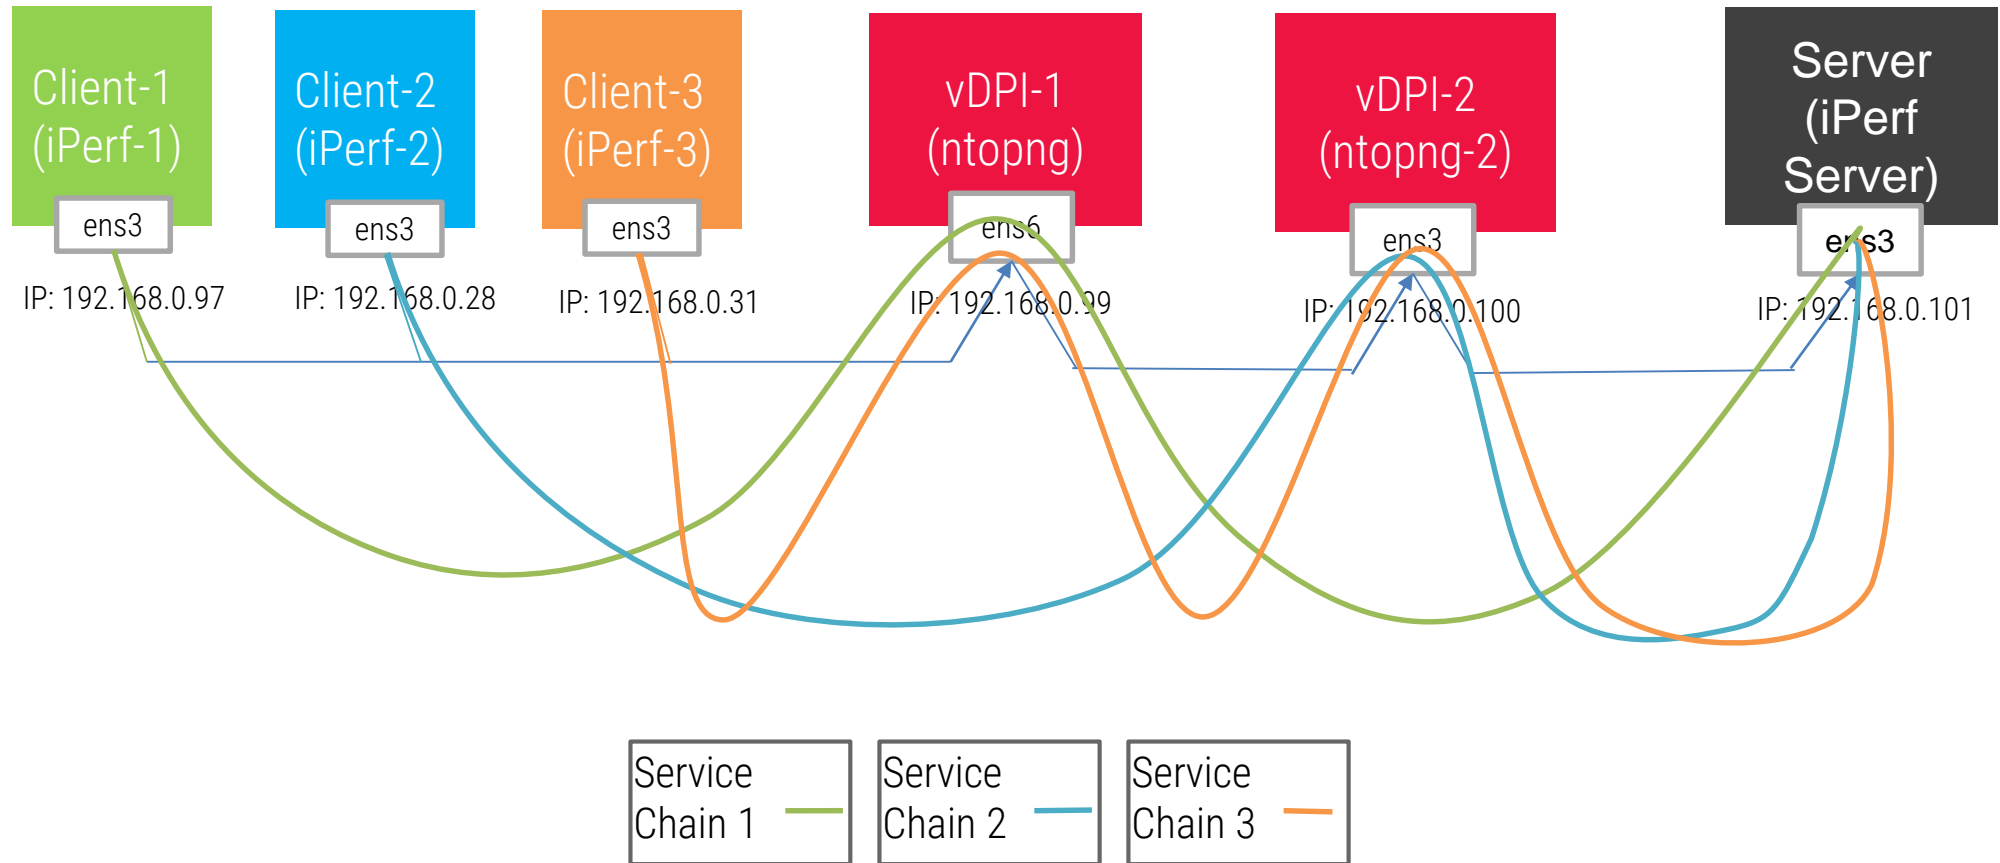 Client-1
(iPerf-1)
Client-2
(iPerf-2)
Client-3
(iPerf-3)
vDPI-1
(ntopng)
vDPI-2
(ntopng-2)
Server
(iPerf
Server)
ens3
ens3
ens3
ens6
ens3
ens3
IP: 192.168.0.97
IP: 192.168.0.28
IP: 192.168.0.31
IP: 192.168.0.99
IP: 192.168.0.100
IP: 192.168.0.101
Service
Chain 1
Service
Chain 2
Service
Chain 3